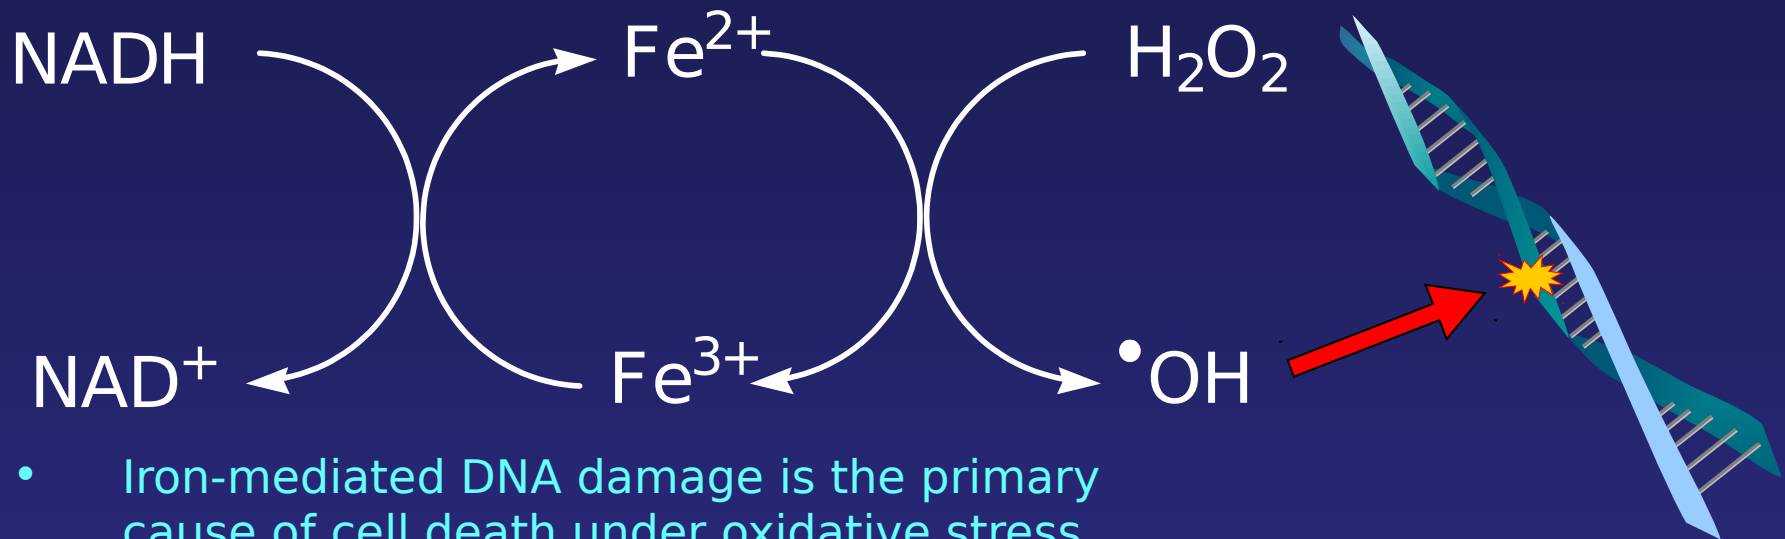 NADH Fe²⁺ H₂O₂
NAD⁺ Fe³⁺ •OH
• Iron-mediated DNA damage is the primary
cause of cell death under oxidative stress